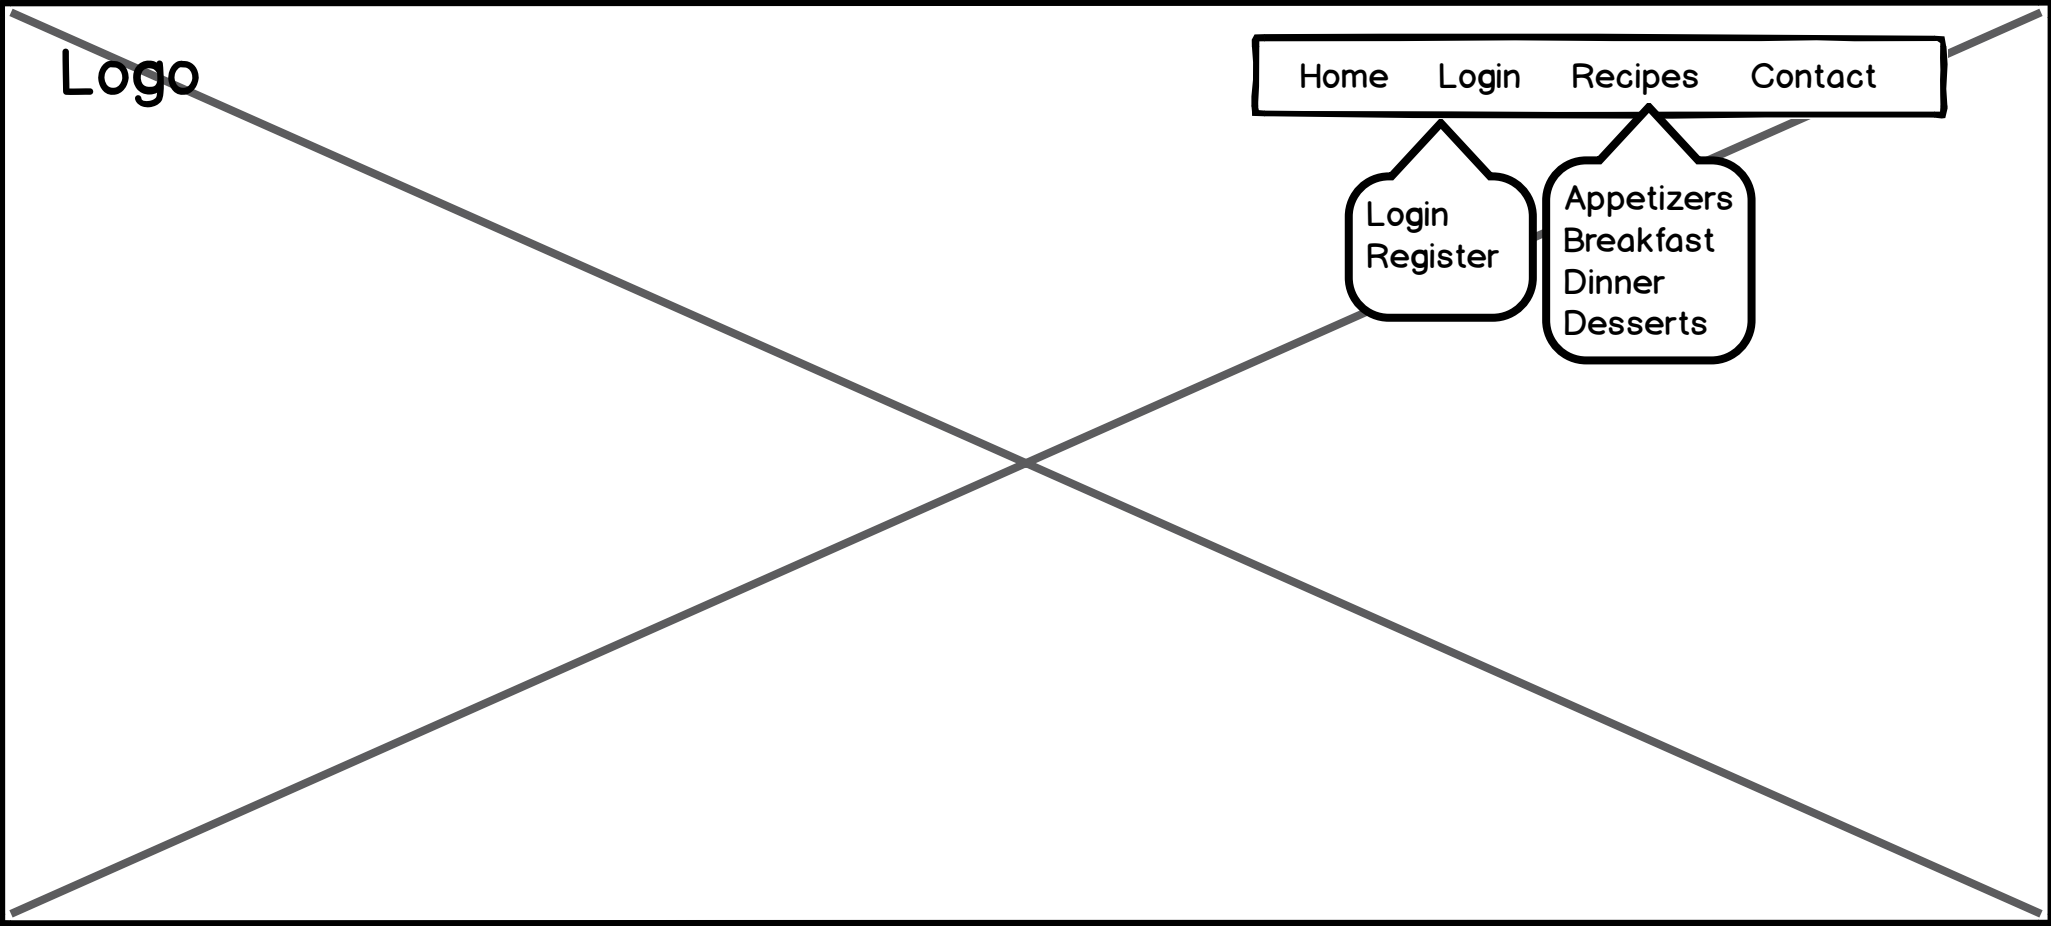 Logo
Home Login Recipes Contact
Login
Register
Appetizers
Breakfast
Dinner
Desserts